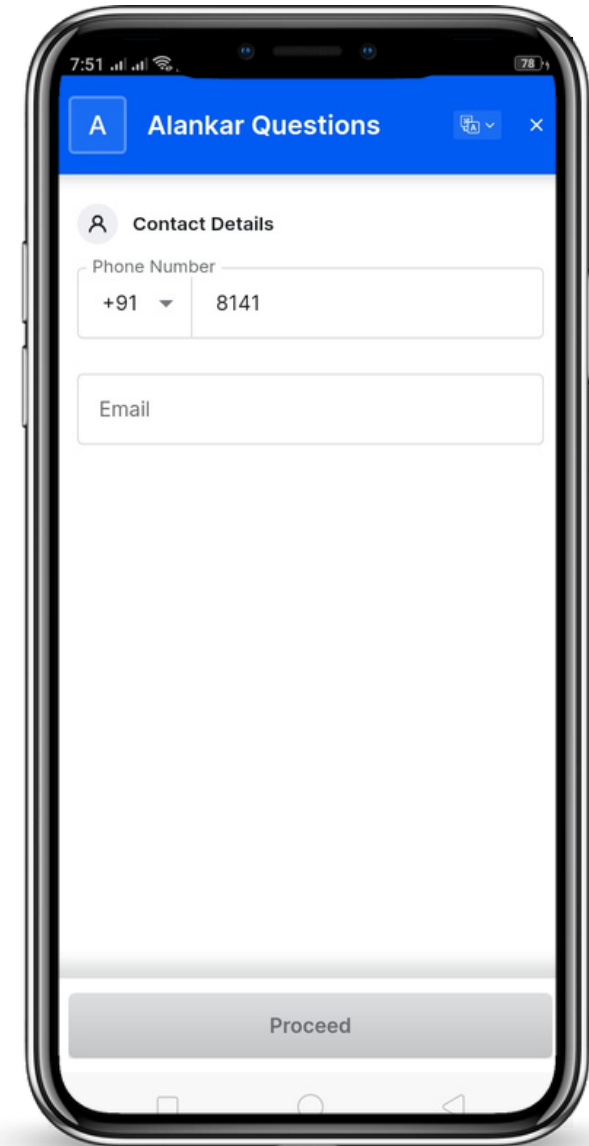 7:51
78
A
Alankar Questions
Contact Details
Phone Number
+91
8141
Email
Proceed